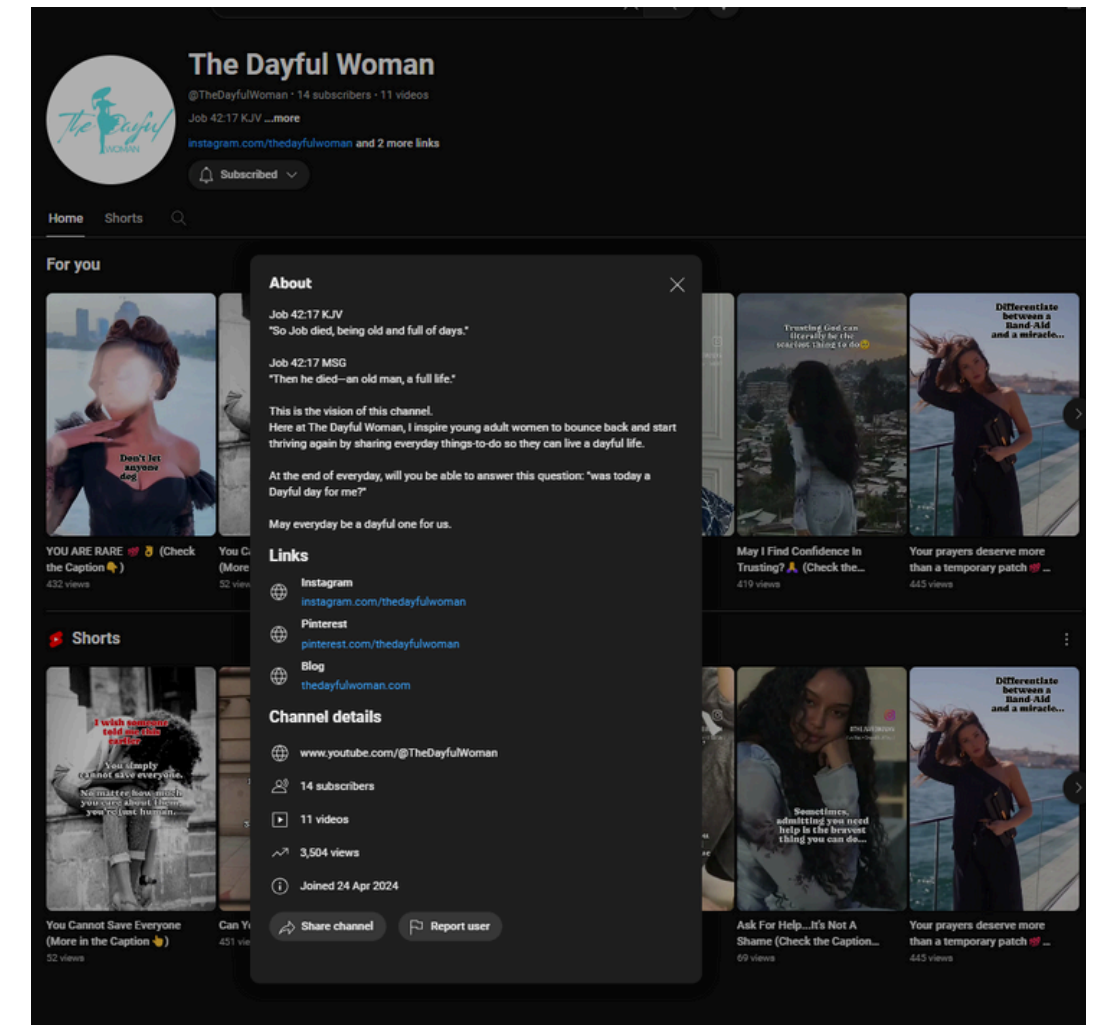 The Dayful Woman
@TheDayfulWoman · 14 subscribers · 11 videos
Job 42:17 KJV ...more
instagram.com/thedayfulwoman and 2 more links
Subscribed
The Dayful
WOMAN
Home
Shorts
For you
Don't let
anyone
dog
YOU ARE RARE 💓 👌 (Check
the Caption 👇)
432 views
You C
(More
52 view
Trusting God can
literally be the
scariest thing to do
May I Find Confidence In
Trusting? 🙏 (Check the...
419 views
Differentiate
between a
Band-Aid
and a miracle...
Your prayers deserve more
than a temporary patch 💓 ...
445 views
About
Job 42:17 KJV
"So Job died, being old and full of days."
Job 42:17 MSG
"Then he died—an old man, a full life."
This is the vision of this channel.
Here at The Dayful Woman, I inspire young adult women to bounce back and start
thriving again by sharing everyday things-to-do so they can live a dayful life.
At the end of everyday, will you be able to answer this question: "was today a
Dayful day for me?"
May everyday be a dayful one for us.
Links
Instagram
instagram.com/thedayfulwoman
Pinterest
pinterest.com/thedayfulwoman
Blog
thedayfulwoman.com
Channel details
www.youtube.com/@TheDayfulWoman
14 subscribers
11 videos
3,504 views
Joined 24 Apr 2024
Share channel
Report user
Shorts
I wish someone
told me this
earlier
You simply
cannot save everyone.
No matter how much
you care about them,
you're just human.
You Cannot Save Everyone
(More in the Caption 👆)
52 views
Can Y
451 vie
Sometimes,
admitting you need
help is the bravest
thing you can do...
Ask For Help...It's Not A
Shame (Check the Caption...
69 views
Differentiate
between a
Band-Aid
and a miracle...
Your prayers deserve more
than a temporary patch 💓 ...
445 views